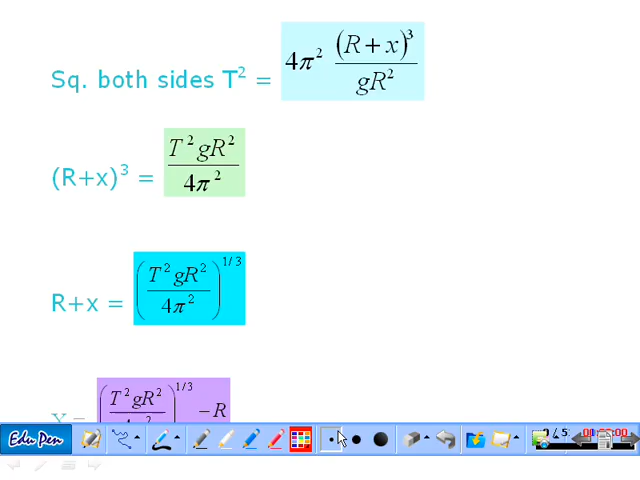 Sq. both sides T² = 4π² (R+x)³ / gR²
(R+x)³ = T²gR² / 4π²
R+x = (T²gR² / 4π²)^1/3
X = (T²gR² / 4π²)^1/3 − R
Edu Pen